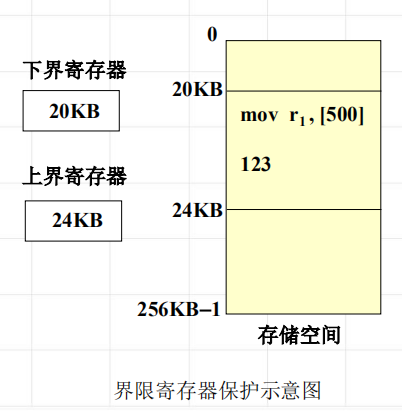 0
下界寄存器
20KB
20KB
mov r₁,[500]
123
上界寄存器
24KB
24KB
256KB−1
存储空间
界限寄存器保护示意图